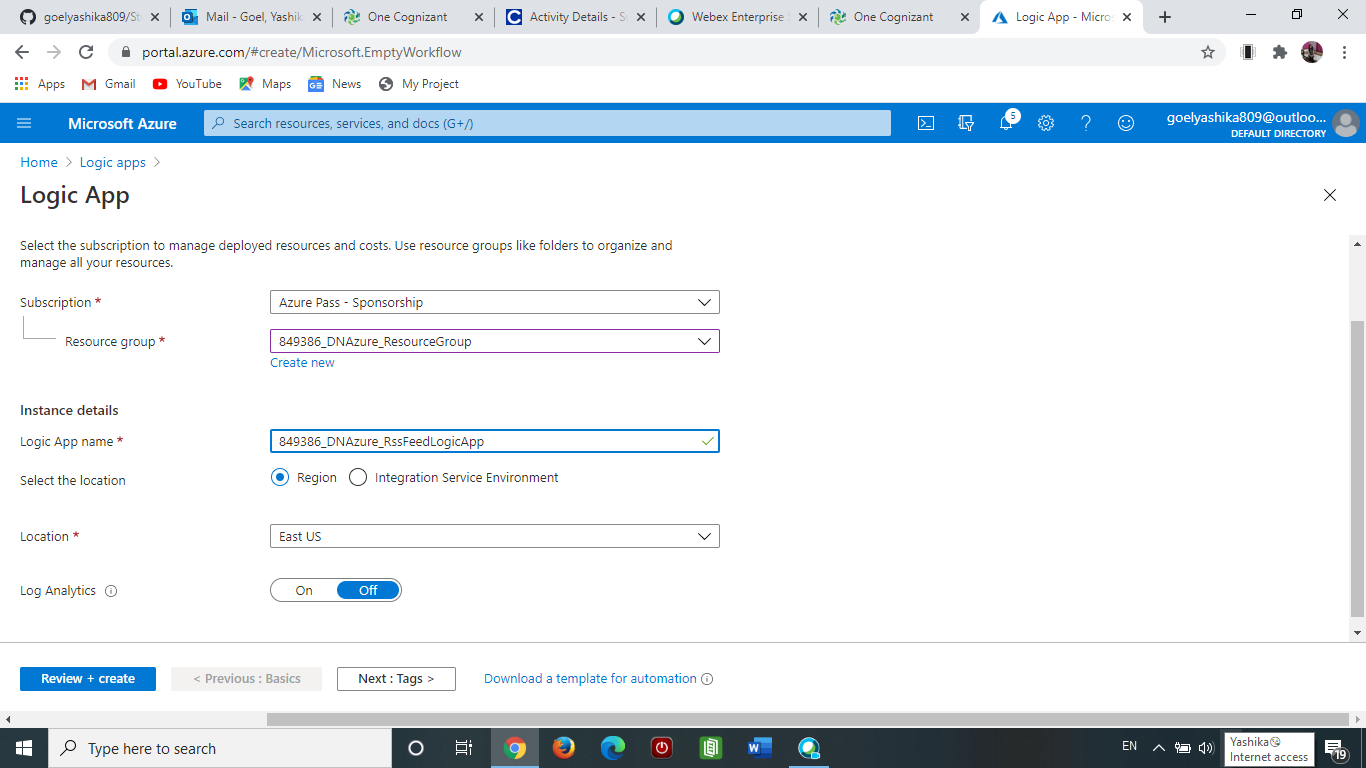 goelyashika809/St
Mail - Goel, Yashik
One Cognizant
Activity Details - S
Webex Enterprise S
One Cognizant
Logic App - Micros
portal.azure.com/#create/Microsoft.EmptyWorkflow
Apps
Gmail
YouTube
Maps
News
My Project
Microsoft Azure
Search resources, services, and docs (G+/)
5
goelyashika809@outloo...
DEFAULT DIRECTORY
Home > Logic apps >
Logic App
Select the subscription to manage deployed resources and costs. Use resource groups like folders to organize and
manage all your resources.
Subscription *
Azure Pass - Sponsorship
Resource group *
849386_DNAzure_ResourceGroup
Create new
Instance details
Logic App name *
849386_DNAzure_RssFeedLogicApp
Select the location
Region
Integration Service Environment
Location *
East US
Log Analytics
On
Off
Review + create
< Previous : Basics
Next : Tags >
Download a template for automation
Type here to search
EN
Yashika
Internet access
19